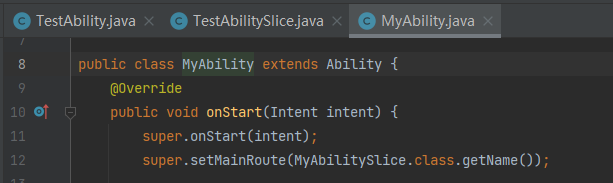 TestAbility.java TestAbilitySlice.java MyAbility.java
8 public class MyAbility extends Ability {
9 @Override
10 public void onStart(Intent intent) {
11 super.onStart(intent);
12 super.setMainRoute(MyAbilitySlice.class.getName());